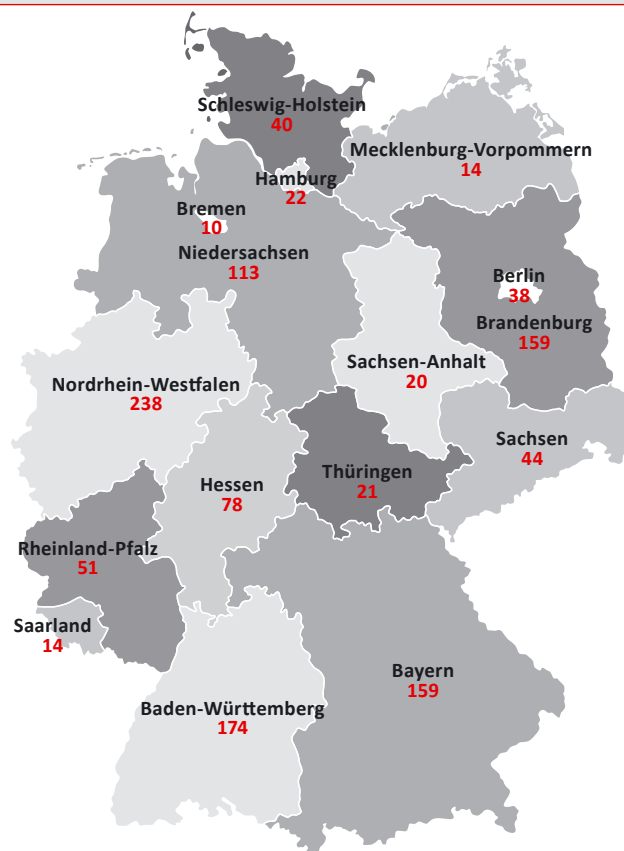 Schleswig-Holstein
40
Mecklenburg-Vorpommern
14
Hamburg
22
Bremen
10
Niedersachsen
113
Berlin
38
Brandenburg
159
Sachsen-Anhalt
20
Nordrhein-Westfalen
238
Sachsen
44
Thüringen
21
Hessen
78
Rheinland-Pfalz
51
Saarland
14
Bayern
159
Baden-Württemberg
174